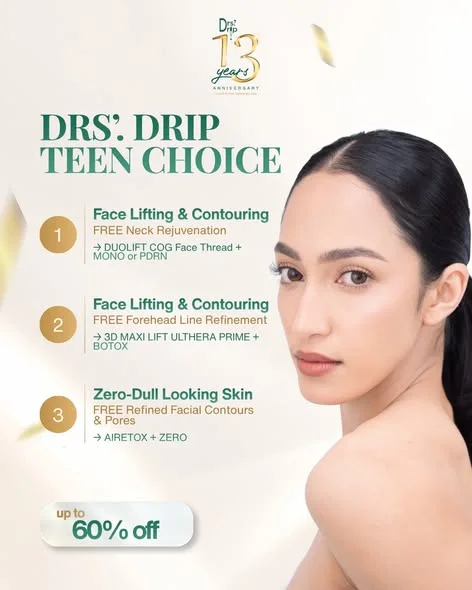 Drs.' Drip
13 years
ANNIVERSARY
DRS'. DRIP
TEEN CHOICE
1
Face Lifting & Contouring
FREE Neck Rejuvenation
→ DUOLIFT COG Face Thread +
MONO or PDRN
2
Face Lifting & Contouring
FREE Forehead Line Refinement
→ 3D MAXI LIFT ULTHERA PRIME +
BOTOX
3
Zero-Dull Looking Skin
FREE Refined Facial Contours
& Pores
→ AIRETOX + ZERO
up to
60% off